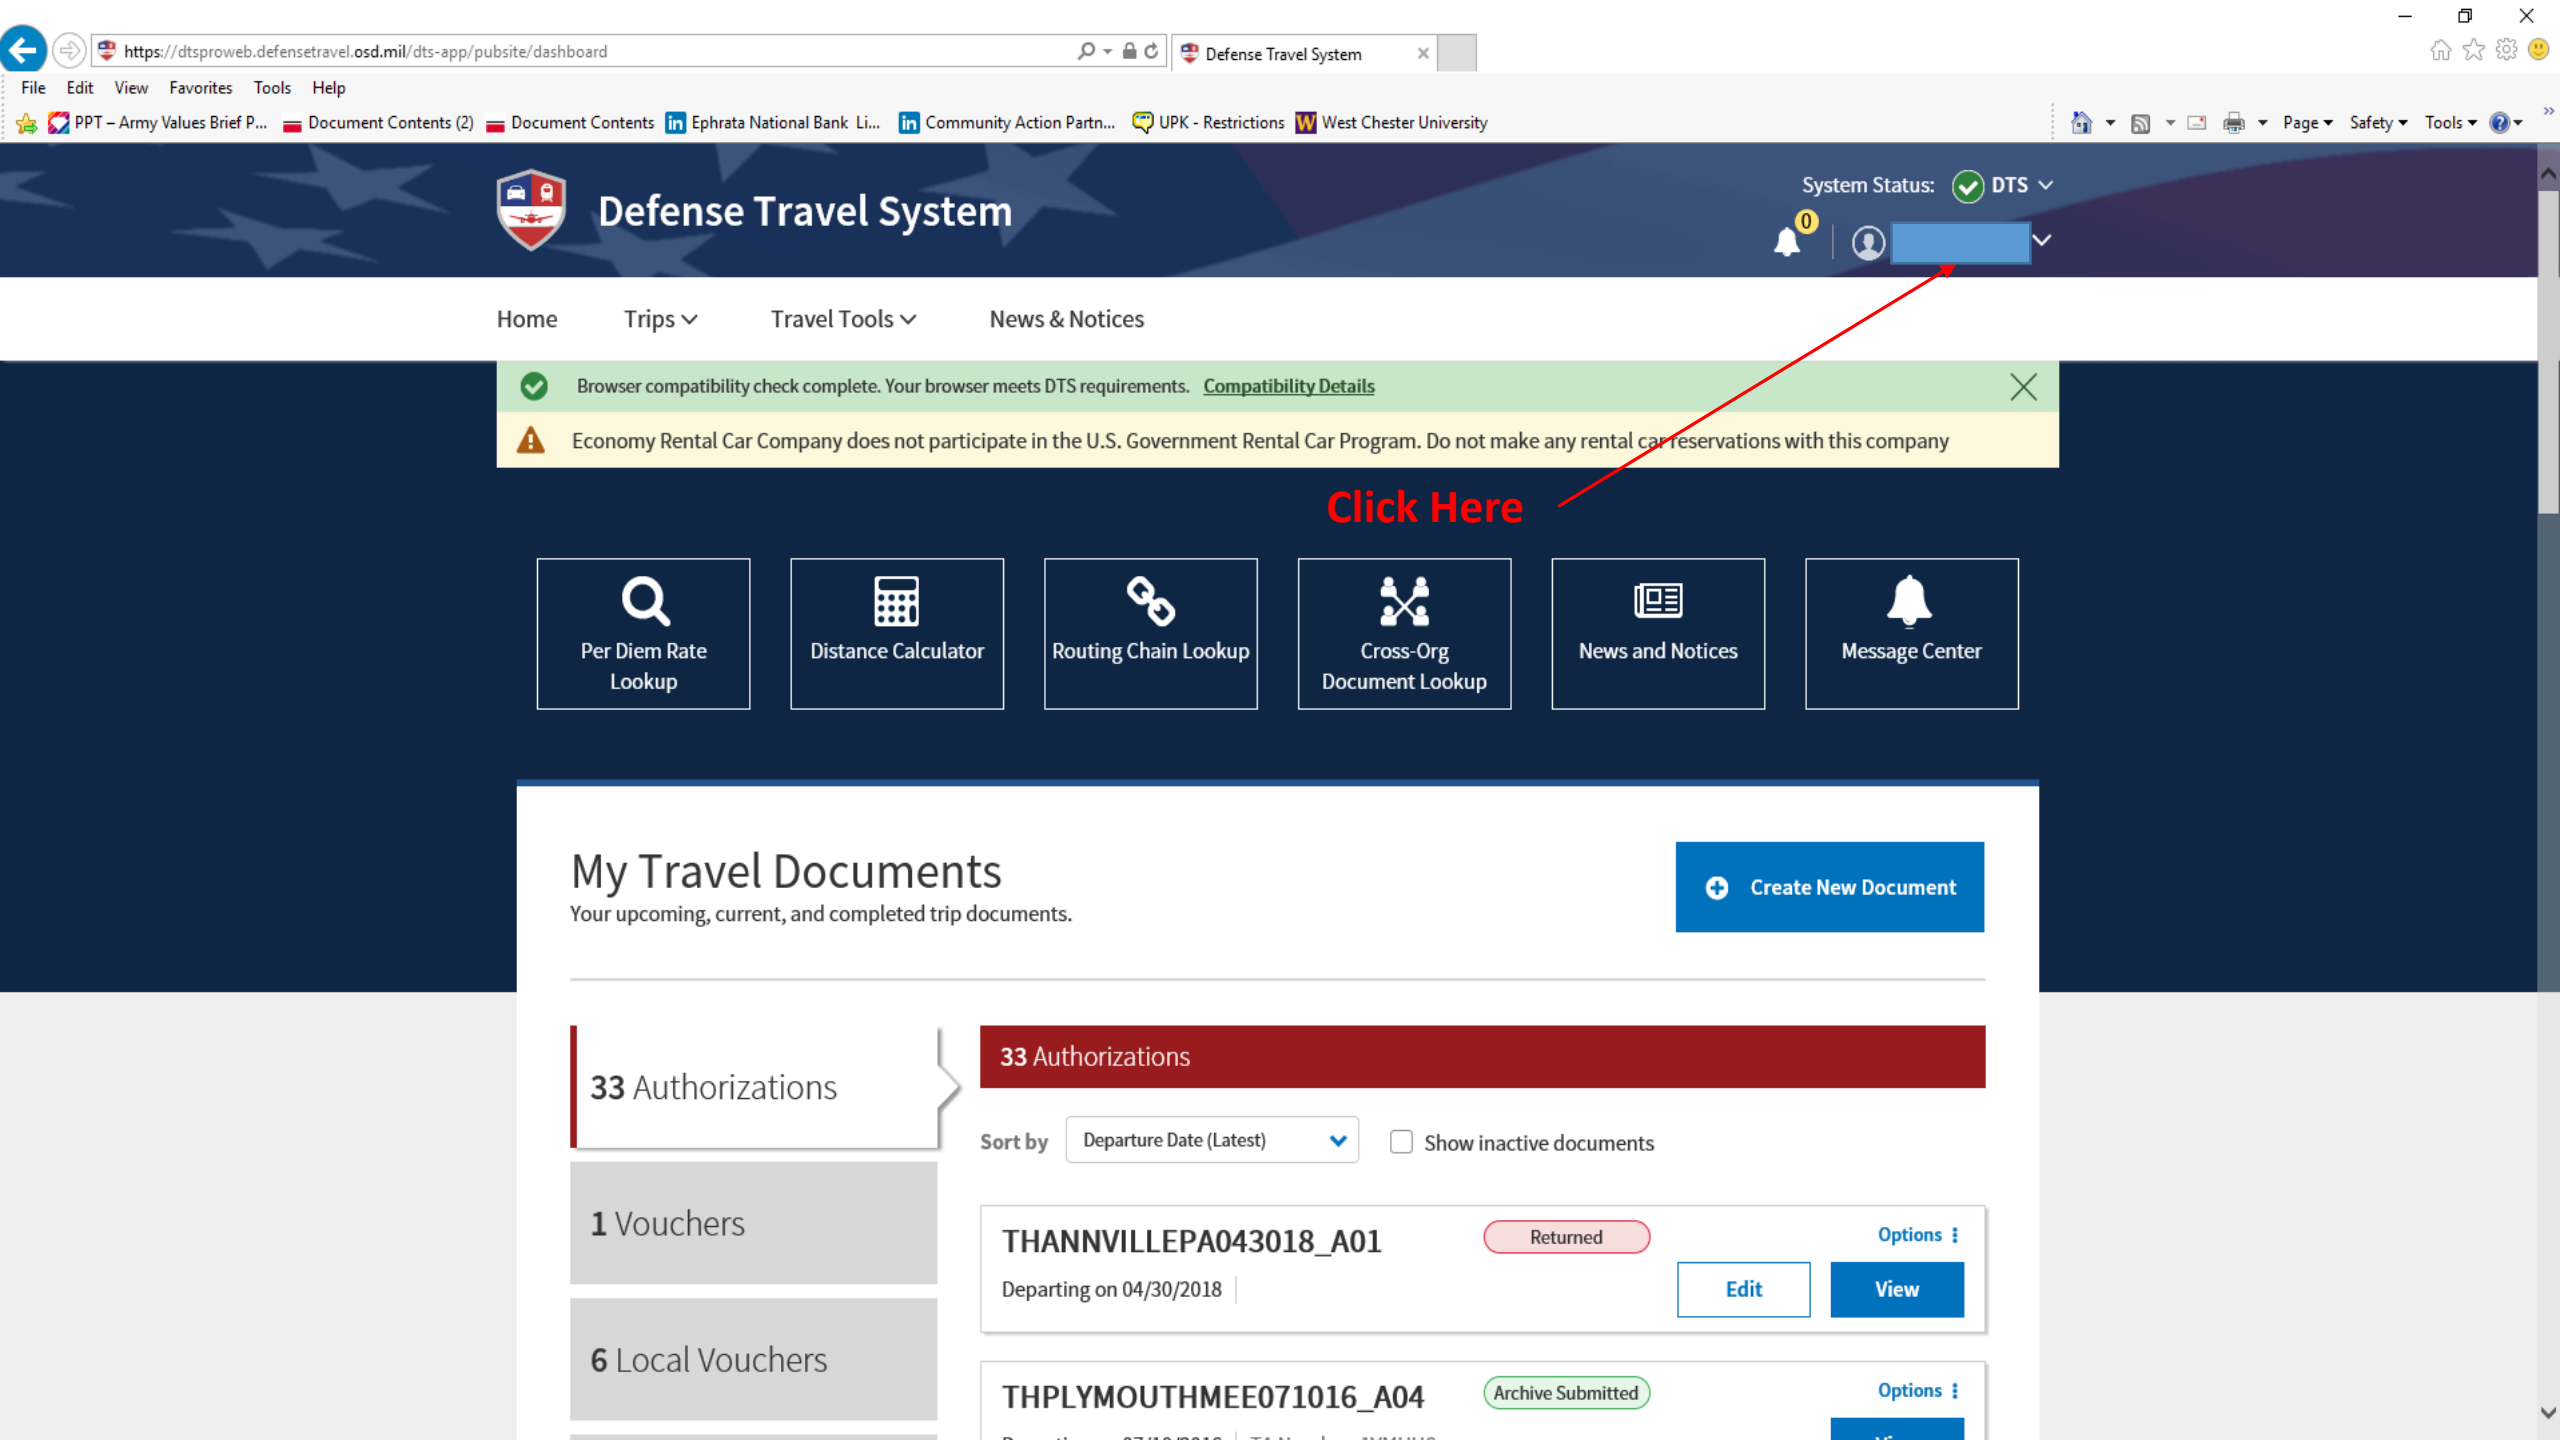 https://dtsproweb.defensetravel.osd.mil/dts-app/pubsite/dashboard
Defense Travel System
File Edit View Favorites Tools Help
PPT – Army Values Brief P... Document Contents (2) Document Contents Ephrata National Bank Li... Community Action Partn... UPK - Restrictions West Chester University
Page Safety Tools
Defense Travel System
System Status: DTS
0
Home Trips Travel Tools News & Notices
Browser compatibility check complete. Your browser meets DTS requirements. Compatibility Details
Economy Rental Car Company does not participate in the U.S. Government Rental Car Program. Do not make any rental car reservations with this company
Click Here
Per Diem Rate Lookup
Distance Calculator
Routing Chain Lookup
Cross-Org Document Lookup
News and Notices
Message Center
My Travel Documents
Your upcoming, current, and completed trip documents.
Create New Document
33 Authorizations
1 Vouchers
6 Local Vouchers
33 Authorizations
Sort by Departure Date (Latest) Show inactive documents
THANNVILLEPA043018_A01 Returned Options
Departing on 04/30/2018 Edit View
THPLYMOUTHMEE071016_A04 Archive Submitted Options